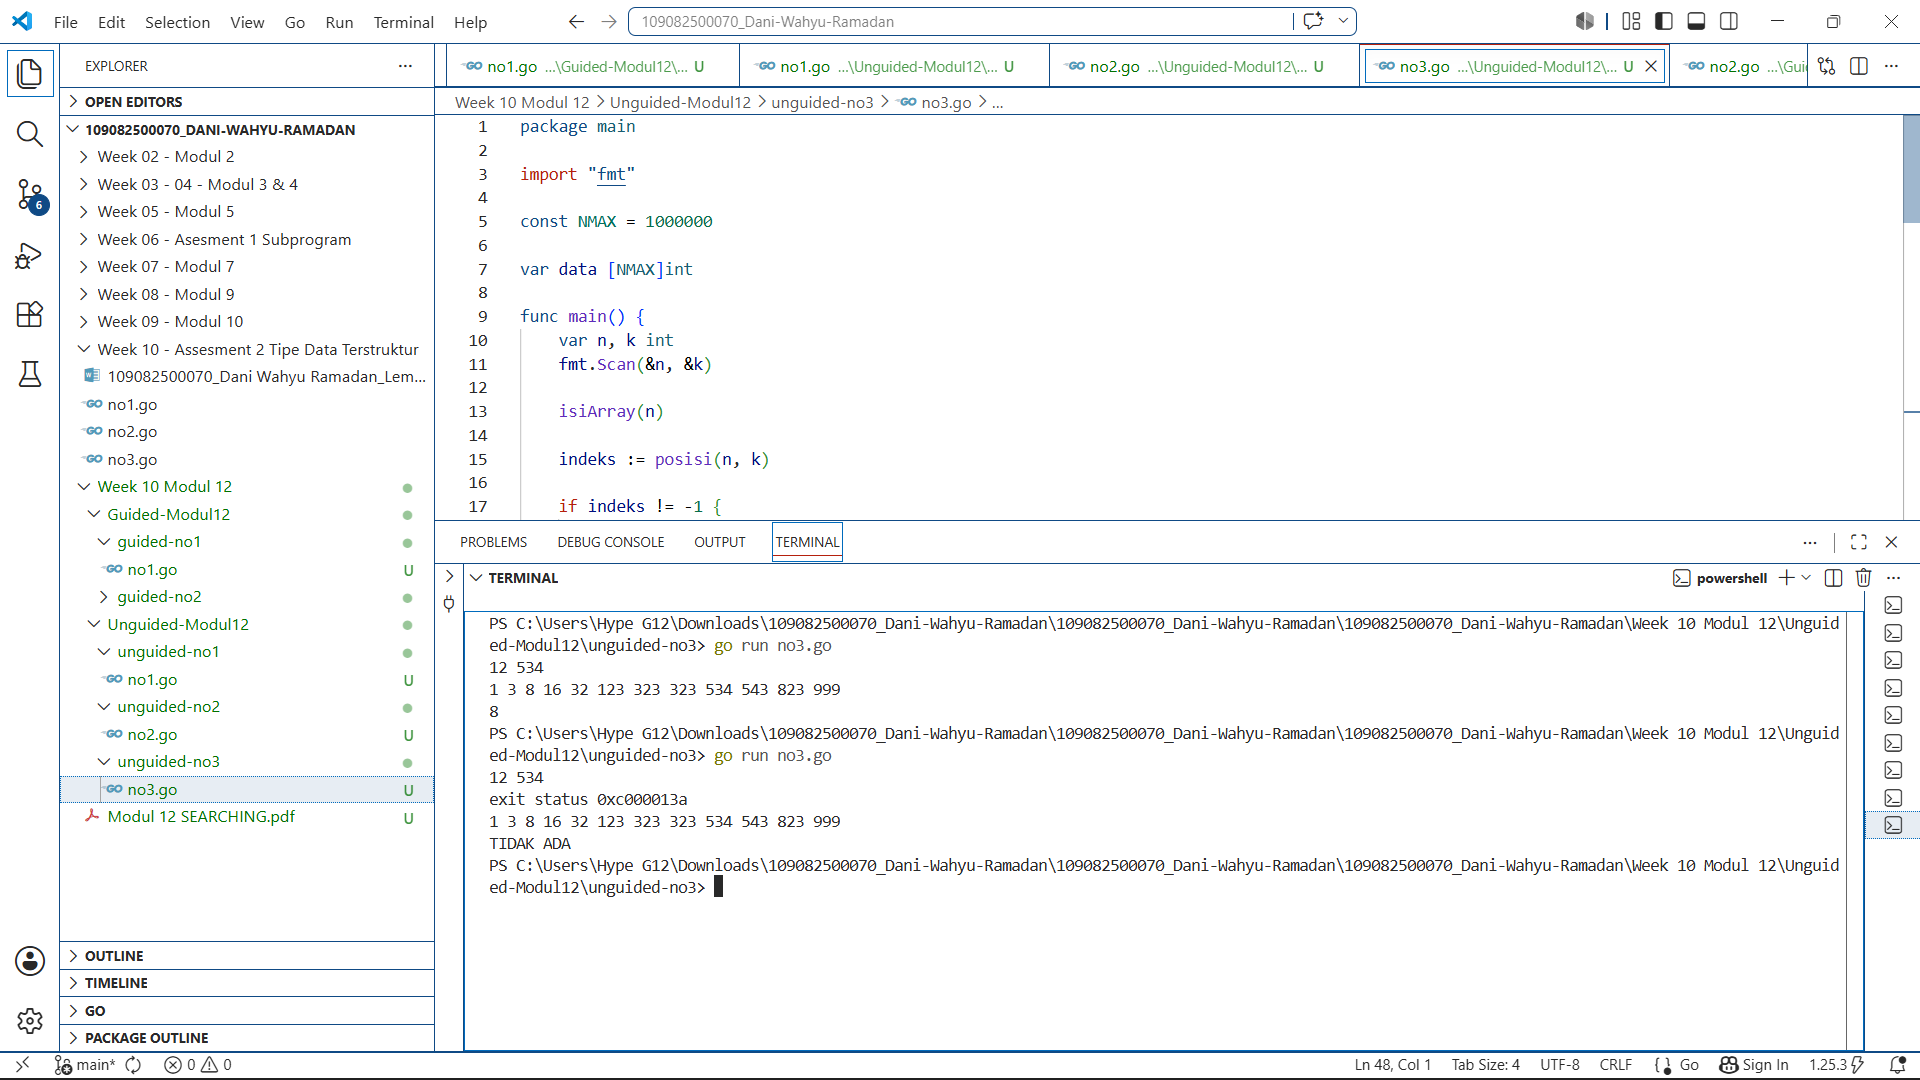 File Edit Selection View Go Run Terminal Help
109082500070_Dani-Wahyu-Ramadan
EXPLORER
OPEN EDITORS
109082500070_DANI-WAHYU-RAMADAN
Week 02 - Modul 2
Week 03 - 04 - Modul 3 & 4
Week 05 - Modul 5
Week 06 - Asesment 1 Subprogram
Week 07 - Modul 7
Week 08 - Modul 9
Week 09 - Modul 10
Week 10 - Assesment 2 Tipe Data Terstruktur
109082500070_Dani Wahyu Ramadan_Lem...
no1.go
no2.go
no3.go
Week 10 Modul 12
Guided-Modul12
guided-no1
no1.go U
guided-no2
Unguided-Modul12
unguided-no1
no1.go U
unguided-no2
no2.go U
unguided-no3
no3.go U
Modul 12 SEARCHING.pdf U
OUTLINE
TIMELINE
GO
PACKAGE OUTLINE
6
no1.go ...\Guided-Modul12\... U
no1.go ...\Unguided-Modul12\... U
no2.go ...\Unguided-Modul12\... U
no3.go ...\Unguided-Modul12\... U
no2.go ...\Gui
Week 10 Modul 12 > Unguided-Modul12 > unguided-no3 > no3.go > ...
1 package main
2
3 import "fmt"
4
5 const NMAX = 1000000
6
7 var data [NMAX]int
8
9 func main() {
10 var n, k int
11 fmt.Scan(&n, &k)
12
13 isiArray(n)
14
15 indeks := posisi(n, k)
16
17 if indeks != -1 {
PROBLEMS DEBUG CONSOLE OUTPUT TERMINAL
TERMINAL
powershell
PS C:\Users\Hype G12\Downloads\109082500070_Dani-Wahyu-Ramadan\109082500070_Dani-Wahyu-Ramadan\109082500070_Dani-Wahyu-Ramadan\Week 10 Modul 12\Unguid
ed-Modul12\unguided-no3> go run no3.go
12 534
1 3 8 16 32 123 323 323 534 543 823 999
8
PS C:\Users\Hype G12\Downloads\109082500070_Dani-Wahyu-Ramadan\109082500070_Dani-Wahyu-Ramadan\109082500070_Dani-Wahyu-Ramadan\Week 10 Modul 12\Unguid
ed-Modul12\unguided-no3> go run no3.go
12 534
exit status 0xc000013a
1 3 8 16 32 123 323 323 534 543 823 999
TIDAK ADA
PS C:\Users\Hype G12\Downloads\109082500070_Dani-Wahyu-Ramadan\109082500070_Dani-Wahyu-Ramadan\109082500070_Dani-Wahyu-Ramadan\Week 10 Modul 12\Unguid
ed-Modul12\unguided-no3>
main* 0 0
Ln 48, Col 1 Tab Size: 4 UTF-8 CRLF Go Sign In 1.25.3